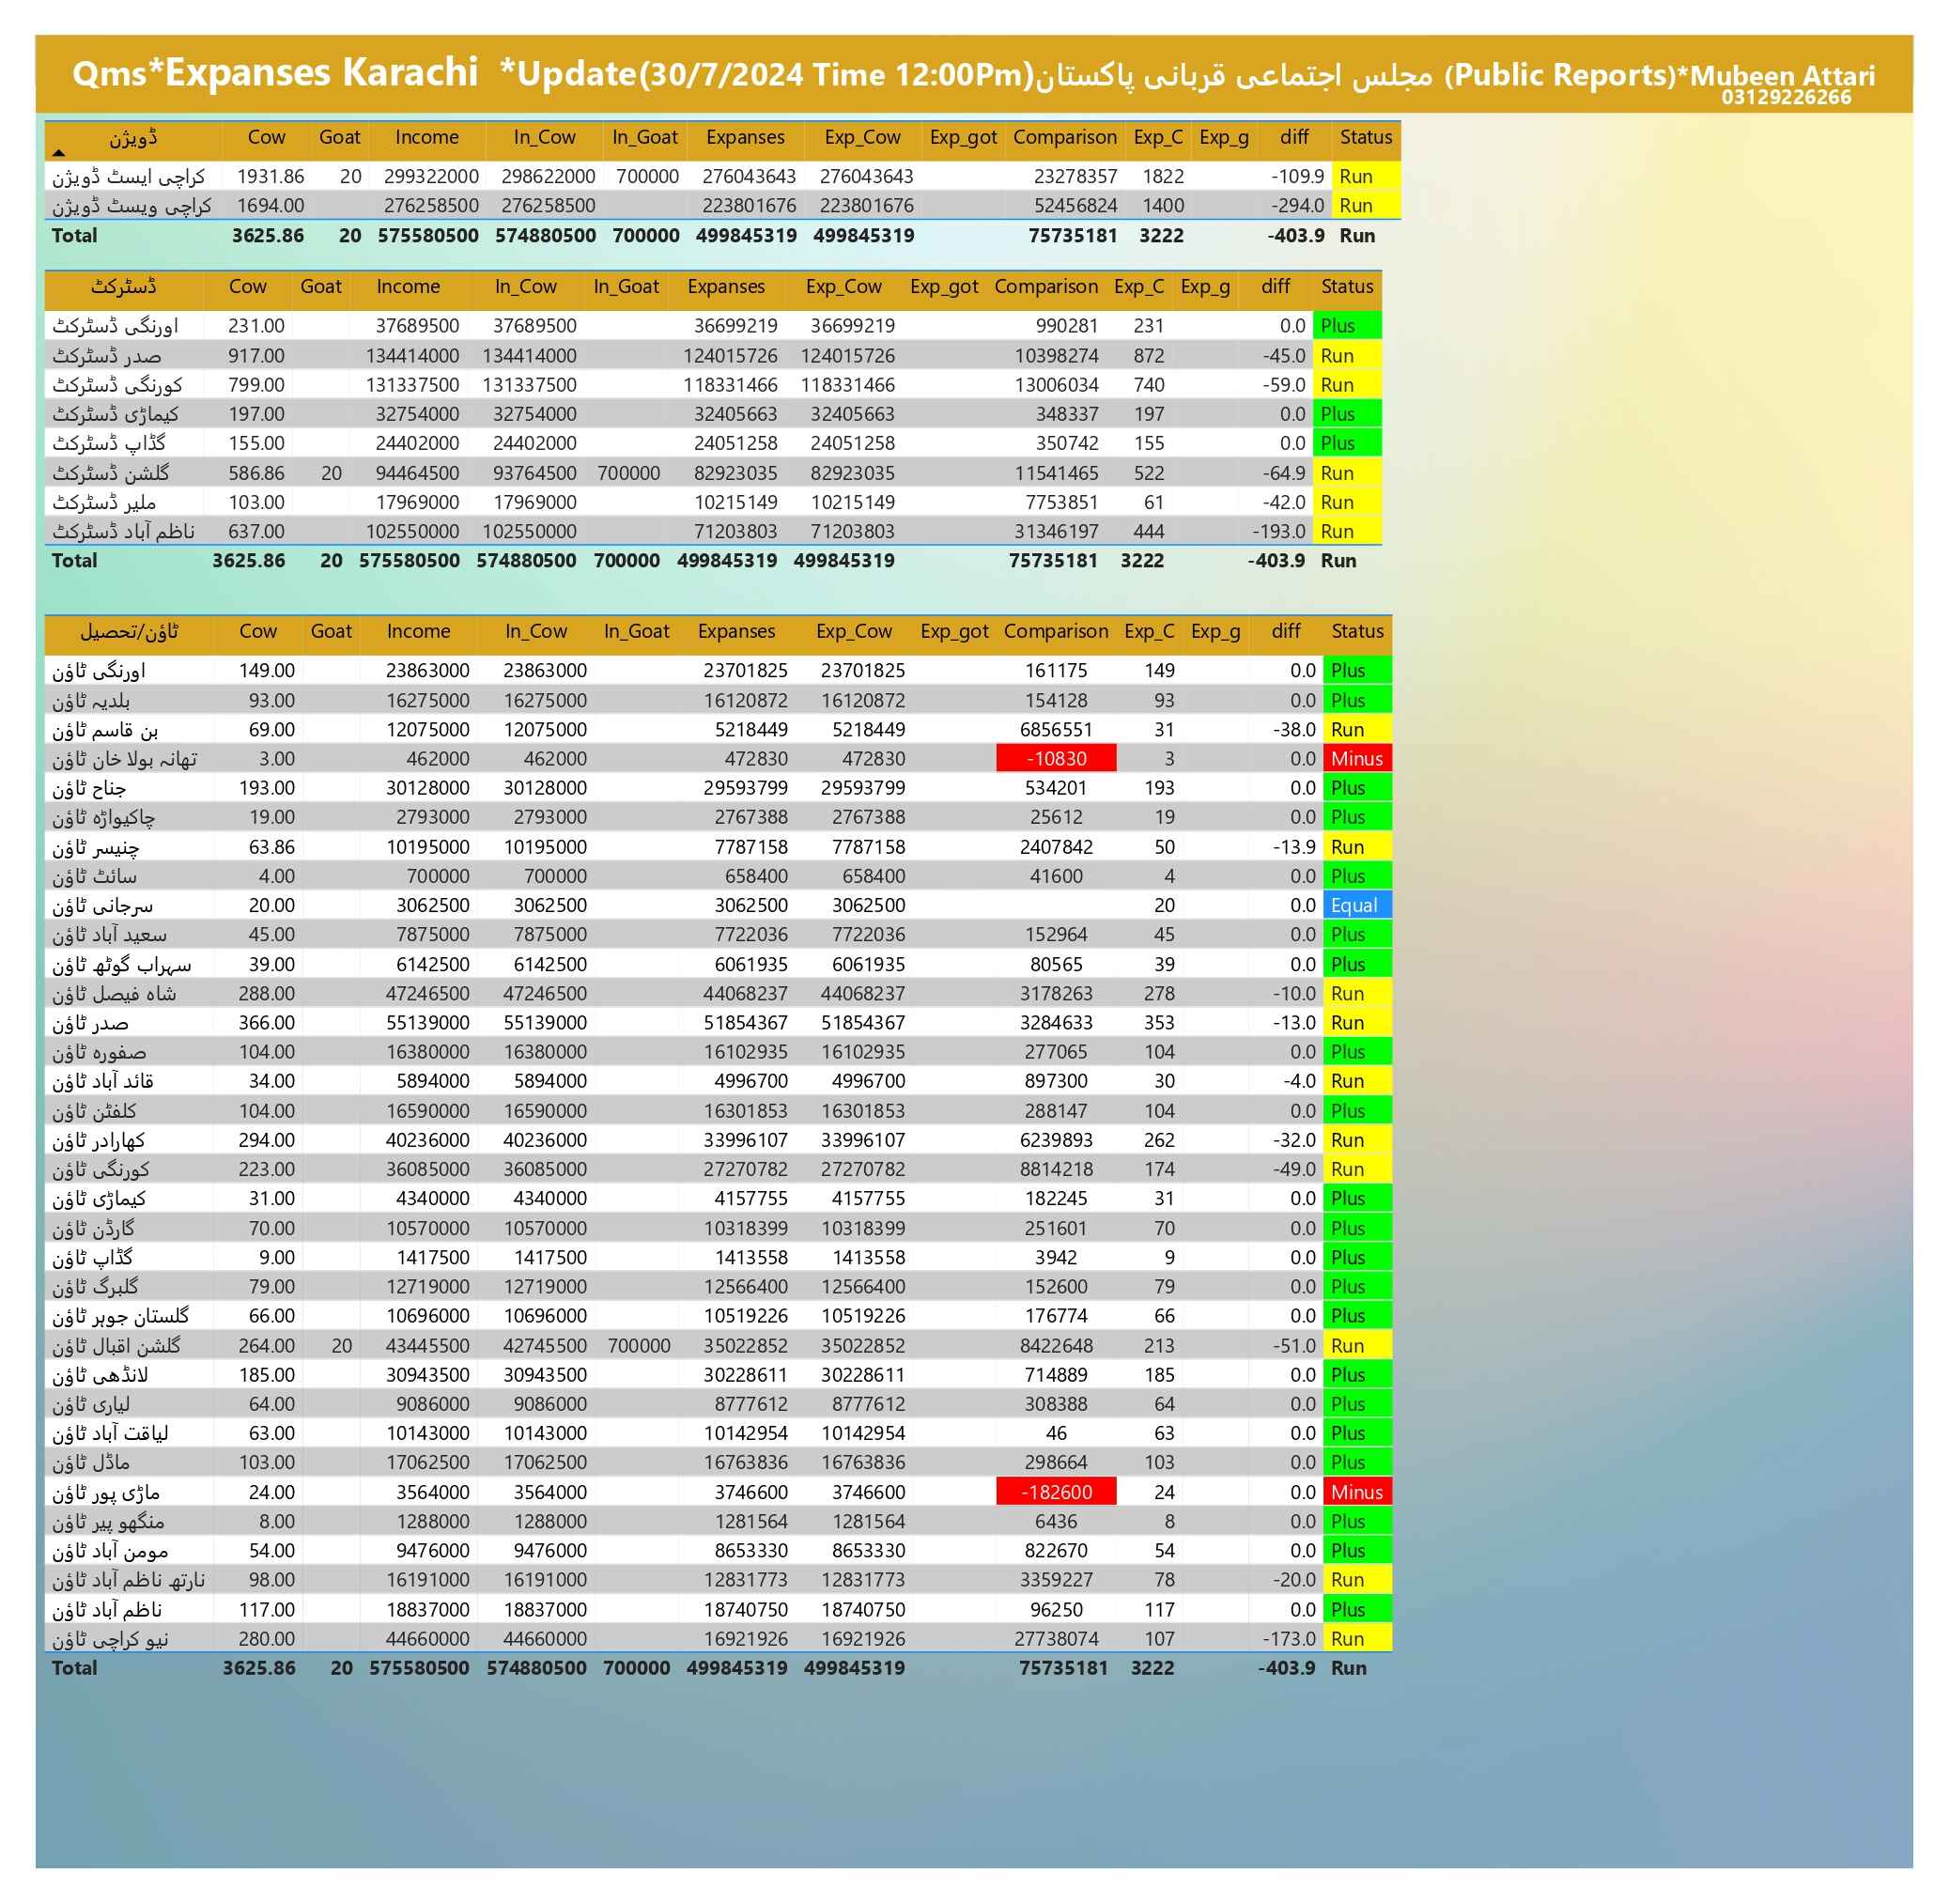 Qms*Expanses Karachi *Update(30/7/2024 Time 12:00Pm)مجلس اجتماعی قربانی پاکستان (Public Reports)*Mubeen Attari
03129226266
ڈویژن Cow Goat Income In_Cow In_Goat Expanses Exp_Cow Exp_got Comparison Exp_C Exp_g diff Status
کراچی ایسٹ ڈویژن 1931.86 20 299322000 298622000 700000 276043643 276043643 23278357 1822 -109.9 Run
کراچی ویسٹ ڈویژن 1694.00 276258500 276258500 223801676 223801676 52456824 1400 -294.0 Run
Total 3625.86 20 575580500 574880500 700000 499845319 499845319 75735181 3222 -403.9 Run
ڈسٹرکٹ Cow Goat Income In_Cow In_Goat Expanses Exp_Cow Exp_got Comparison Exp_C Exp_g diff Status
اورنگی ڈسٹرکٹ 231.00 37689500 37689500 36699219 36699219 990281 231 0.0 Plus
صدر ڈسٹرکٹ 917.00 134414000 134414000 124015726 124015726 10398274 872 -45.0 Run
کورنگی ڈسٹرکٹ 799.00 131337500 131337500 118331466 118331466 13006034 740 -59.0 Run
کیماڑی ڈسٹرکٹ 197.00 32754000 32754000 32405663 32405663 348337 197 0.0 Plus
گڈاپ ڈسٹرکٹ 155.00 24402000 24402000 24051258 24051258 350742 155 0.0 Plus
گلشن ڈسٹرکٹ 586.86 20 94464500 93764500 700000 82923035 82923035 11541465 522 -64.9 Run
ملیر ڈسٹرکٹ 103.00 17969000 17969000 10215149 10215149 7753851 61 -42.0 Run
ناظم آباد ڈسٹرکٹ 637.00 102550000 102550000 71203803 71203803 31346197 444 -193.0 Run
Total 3625.86 20 575580500 574880500 700000 499845319 499845319 75735181 3222 -403.9 Run
ٹاؤن/تحصیل Cow Goat Income In_Cow In_Goat Expanses Exp_Cow Exp_got Comparison Exp_C Exp_g diff Status
اورنگی ٹاؤن 149.00 23863000 23863000 23701825 23701825 161175 149 0.0 Plus
بلدیہ ٹاؤن 93.00 16275000 16275000 16120872 16120872 154128 93 0.0 Plus
بن قاسم ٹاؤن 69.00 12075000 12075000 5218449 5218449 6856551 31 -38.0 Run
تھانہ بولا خان ٹاؤن 3.00 462000 462000 472830 472830 -10830 3 0.0 Minus
جناح ٹاؤن 193.00 30128000 30128000 29593799 29593799 534201 193 0.0 Plus
چاکیواڑہ ٹاؤن 19.00 2793000 2793000 2767388 2767388 25612 19 0.0 Plus
چنیسر ٹاؤن 63.86 10195000 10195000 7787158 7787158 2407842 50 -13.9 Run
سائٹ ٹاؤن 4.00 700000 700000 658400 658400 41600 4 0.0 Plus
سرجانی ٹاؤن 20.00 3062500 3062500 3062500 3062500 20 0.0 Equal
سعید آباد ٹاؤن 45.00 7875000 7875000 7722036 7722036 152964 45 0.0 Plus
سہراب گوٹھ ٹاؤن 39.00 6142500 6142500 6061935 6061935 80565 39 0.0 Plus
شاہ فیصل ٹاؤن 288.00 47246500 47246500 44068237 44068237 3178263 278 -10.0 Run
صدر ٹاؤن 366.00 55139000 55139000 51854367 51854367 3284633 353 -13.0 Run
صفورہ ٹاؤن 104.00 16380000 16380000 16102935 16102935 277065 104 0.0 Plus
قائد آباد ٹاؤن 34.00 5894000 5894000 4996700 4996700 897300 30 -4.0 Run
کلفٹن ٹاؤن 104.00 16590000 16590000 16301853 16301853 288147 104 0.0 Plus
کھارادر ٹاؤن 294.00 40236000 40236000 33996107 33996107 6239893 262 -32.0 Run
کورنگی ٹاؤن 223.00 36085000 36085000 27270782 27270782 8814218 174 -49.0 Run
کیماڑی ٹاؤن 31.00 4340000 4340000 4157755 4157755 182245 31 0.0 Plus
گارڈن ٹاؤن 70.00 10570000 10570000 10318399 10318399 251601 70 0.0 Plus
گڈاپ ٹاؤن 9.00 1417500 1417500 1413558 1413558 3942 9 0.0 Plus
گلبرگ ٹاؤن 79.00 12719000 12719000 12566400 12566400 152600 79 0.0 Plus
گلستان جوہر ٹاؤن 66.00 10696000 10696000 10519226 10519226 176774 66 0.0 Plus
گلشن اقبال ٹاؤن 264.00 20 43445500 42745500 700000 35022852 35022852 8422648 213 -51.0 Run
لانڈھی ٹاؤن 185.00 30943500 30943500 30228611 30228611 714889 185 0.0 Plus
لیاری ٹاؤن 64.00 9086000 9086000 8777612 8777612 308388 64 0.0 Plus
لیاقت آباد ٹاؤن 63.00 10143000 10143000 10142954 10142954 46 63 0.0 Plus
ماڈل ٹاؤن 103.00 17062500 17062500 16763836 16763836 298664 103 0.0 Plus
ماڑی پور ٹاؤن 24.00 3564000 3564000 3746600 3746600 -182600 24 0.0 Minus
منگھو پیر ٹاؤن 8.00 1288000 1288000 1281564 1281564 6436 8 0.0 Plus
مومن آباد ٹاؤن 54.00 9476000 9476000 8653330 8653330 822670 54 0.0 Plus
نارتھ ناظم آباد ٹاؤن 98.00 16191000 16191000 12831773 12831773 3359227 78 -20.0 Run
ناظم آباد ٹاؤن 117.00 18837000 18837000 18740750 18740750 96250 117 0.0 Plus
نیو کراچی ٹاؤن 280.00 44660000 44660000 16921926 16921926 27738074 107 -173.0 Run
Total 3625.86 20 575580500 574880500 700000 499845319 499845319 75735181 3222 -403.9 Run